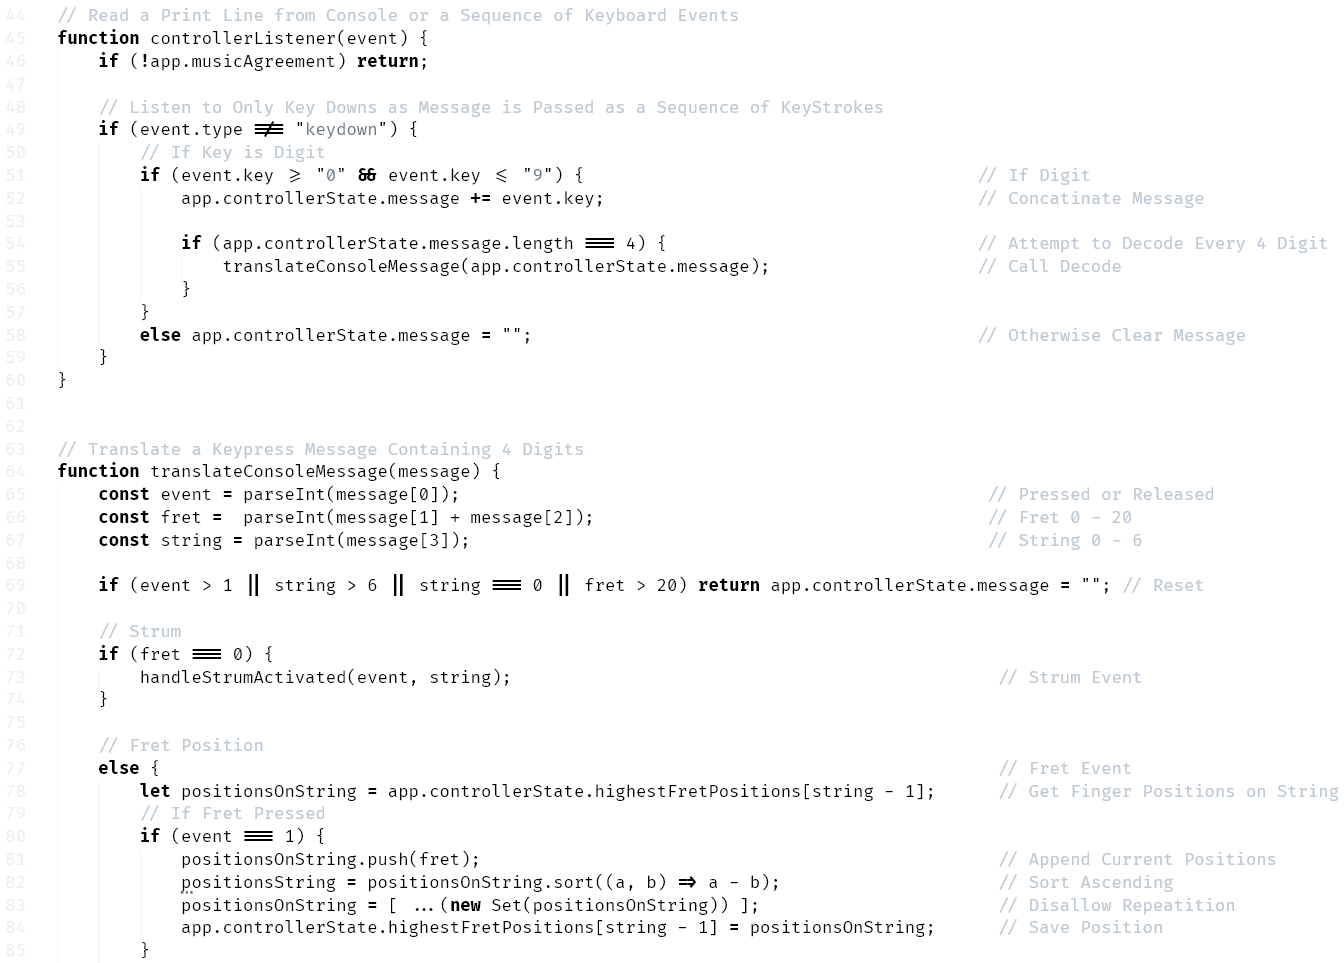 44 // Read a Print Line from Console or a Sequence of Keyboard Events
45 function controllerListener(event) {
46 if (!app.musicAgreement) return;
47
48 // Listen to Only Key Downs as Message is Passed as a Sequence of KeyStrokes
49 if (event.type !== "keydown") {
50 // If Key is Digit
51 if (event.key >= "0" && event.key <= "9") { // If Digit
52 app.controllerState.message += event.key; // Concatinate Message
53
54 if (app.controllerState.message.length === 4) { // Attempt to Decode Every 4 Digit
55 translateConsoleMessage(app.controllerState.message); // Call Decode
56 }
57 }
58 else app.controllerState.message = ""; // Otherwise Clear Message
59 }
60 }
61
62
63 // Translate a Keypress Message Containing 4 Digits
64 function translateConsoleMessage(message) {
65 const event = parseInt(message[0]); // Pressed or Released
66 const fret = parseInt(message[1] + message[2]); // Fret 0 - 20
67 const string = parseInt(message[3]); // String 0 - 6
68
69 if (event > 1 || string > 6 || string === 0 || fret > 20) return app.controllerState.message = ""; // Reset
70
71 // Strum
72 if (fret === 0) {
73 handleStrumActivated(event, string); // Strum Event
74 }
75
76 // Fret Position
77 else { // Fret Event
78 let positionsOnString = app.controllerState.highestFretPositions[string - 1]; // Get Finger Positions on String
79 // If Fret Pressed
80 if (event === 1) {
81 positionsOnString.push(fret); // Append Current Positions
82 positionsString = positionsOnString.sort((a, b) => a - b); // Sort Ascending
83 positionsOnString = [ ...(new Set(positionsOnString)) ]; // Disallow Repeatition
84 app.controllerState.highestFretPositions[string - 1] = positionsOnString; // Save Position
85 }